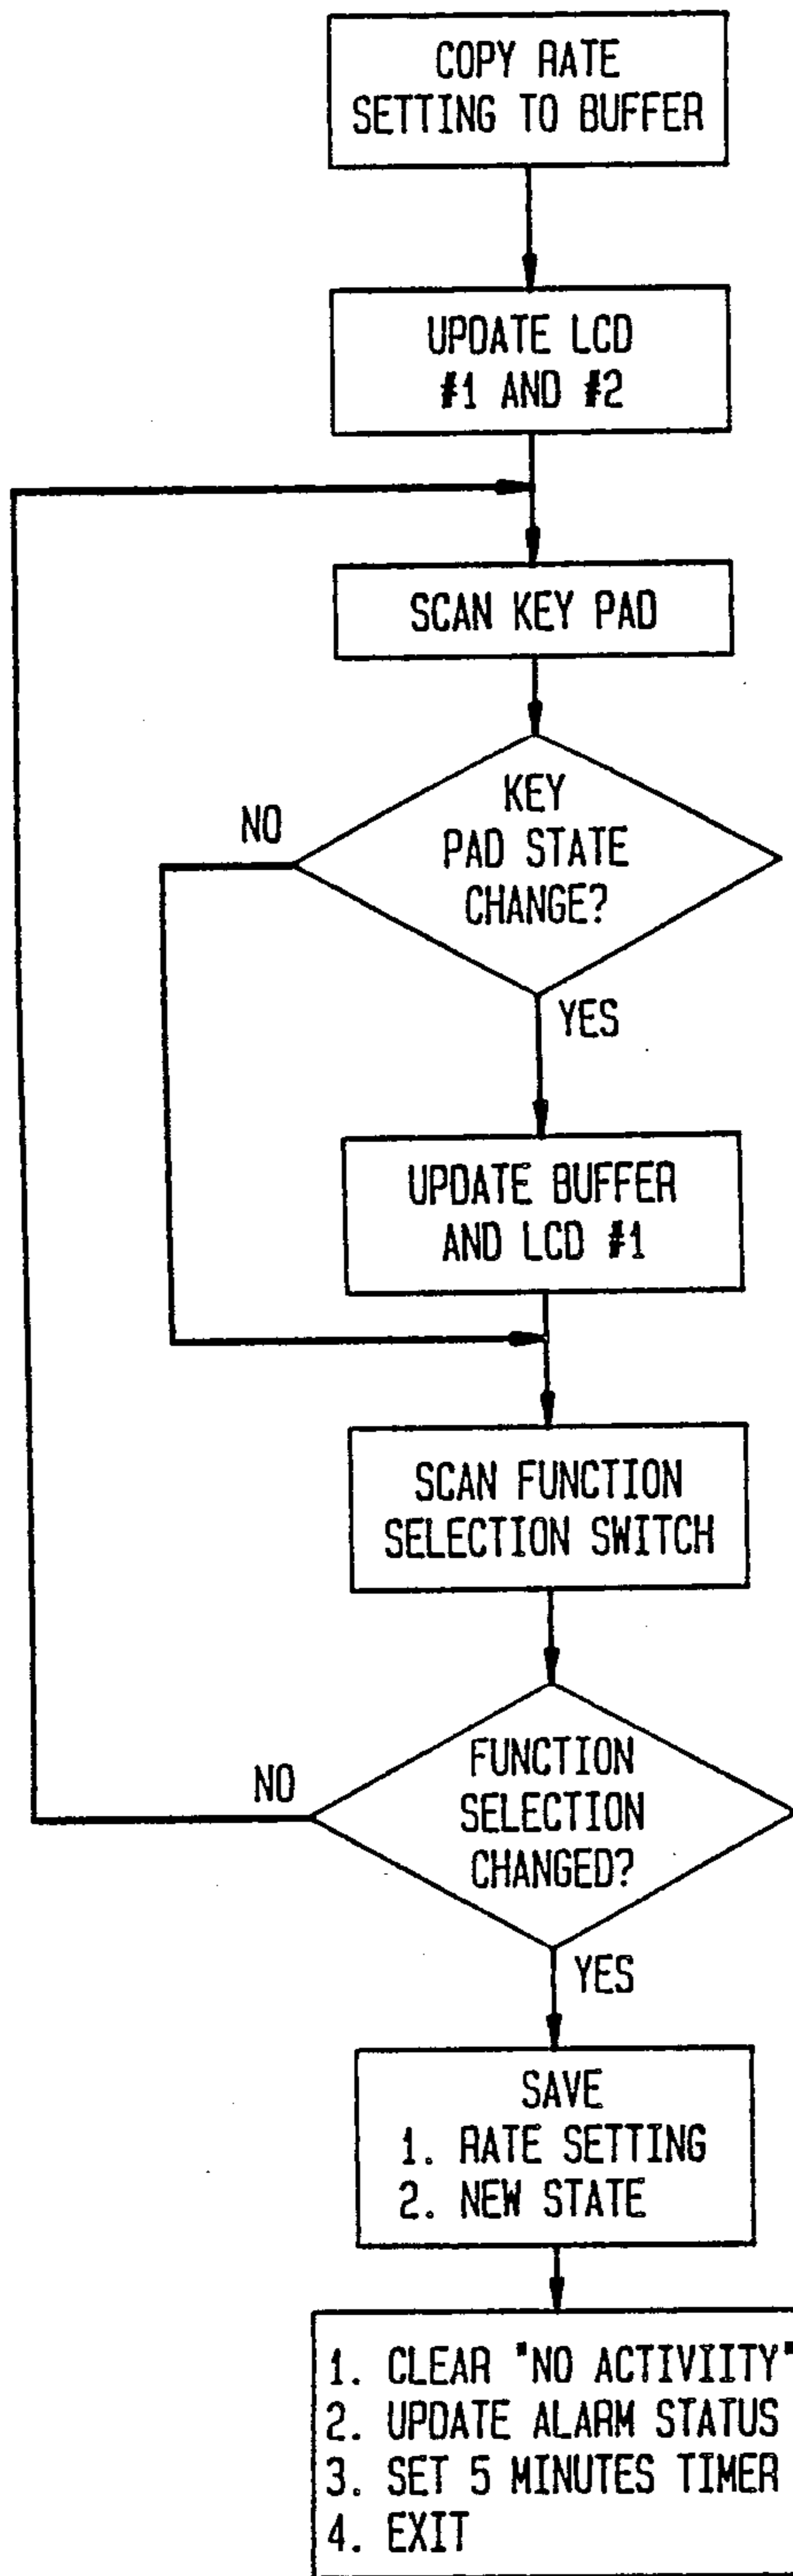 COPY RATE
SETTING TO BUFFER
UPDATE LCD
#1 AND #2
SCAN KEY PAD
KEY
PAD STATE
CHANGE?
NO
YES
UPDATE BUFFER
AND LCD #1
SCAN FUNCTION
SELECTION SWITCH
FUNCTION
SELECTION
CHANGED?
NO
YES
SAVE
1. RATE SETTING
2. NEW STATE
1. CLEAR "NO ACTIVIITY"
2. UPDATE ALARM STATUS
3. SET 5 MINUTES TIMER
4. EXIT